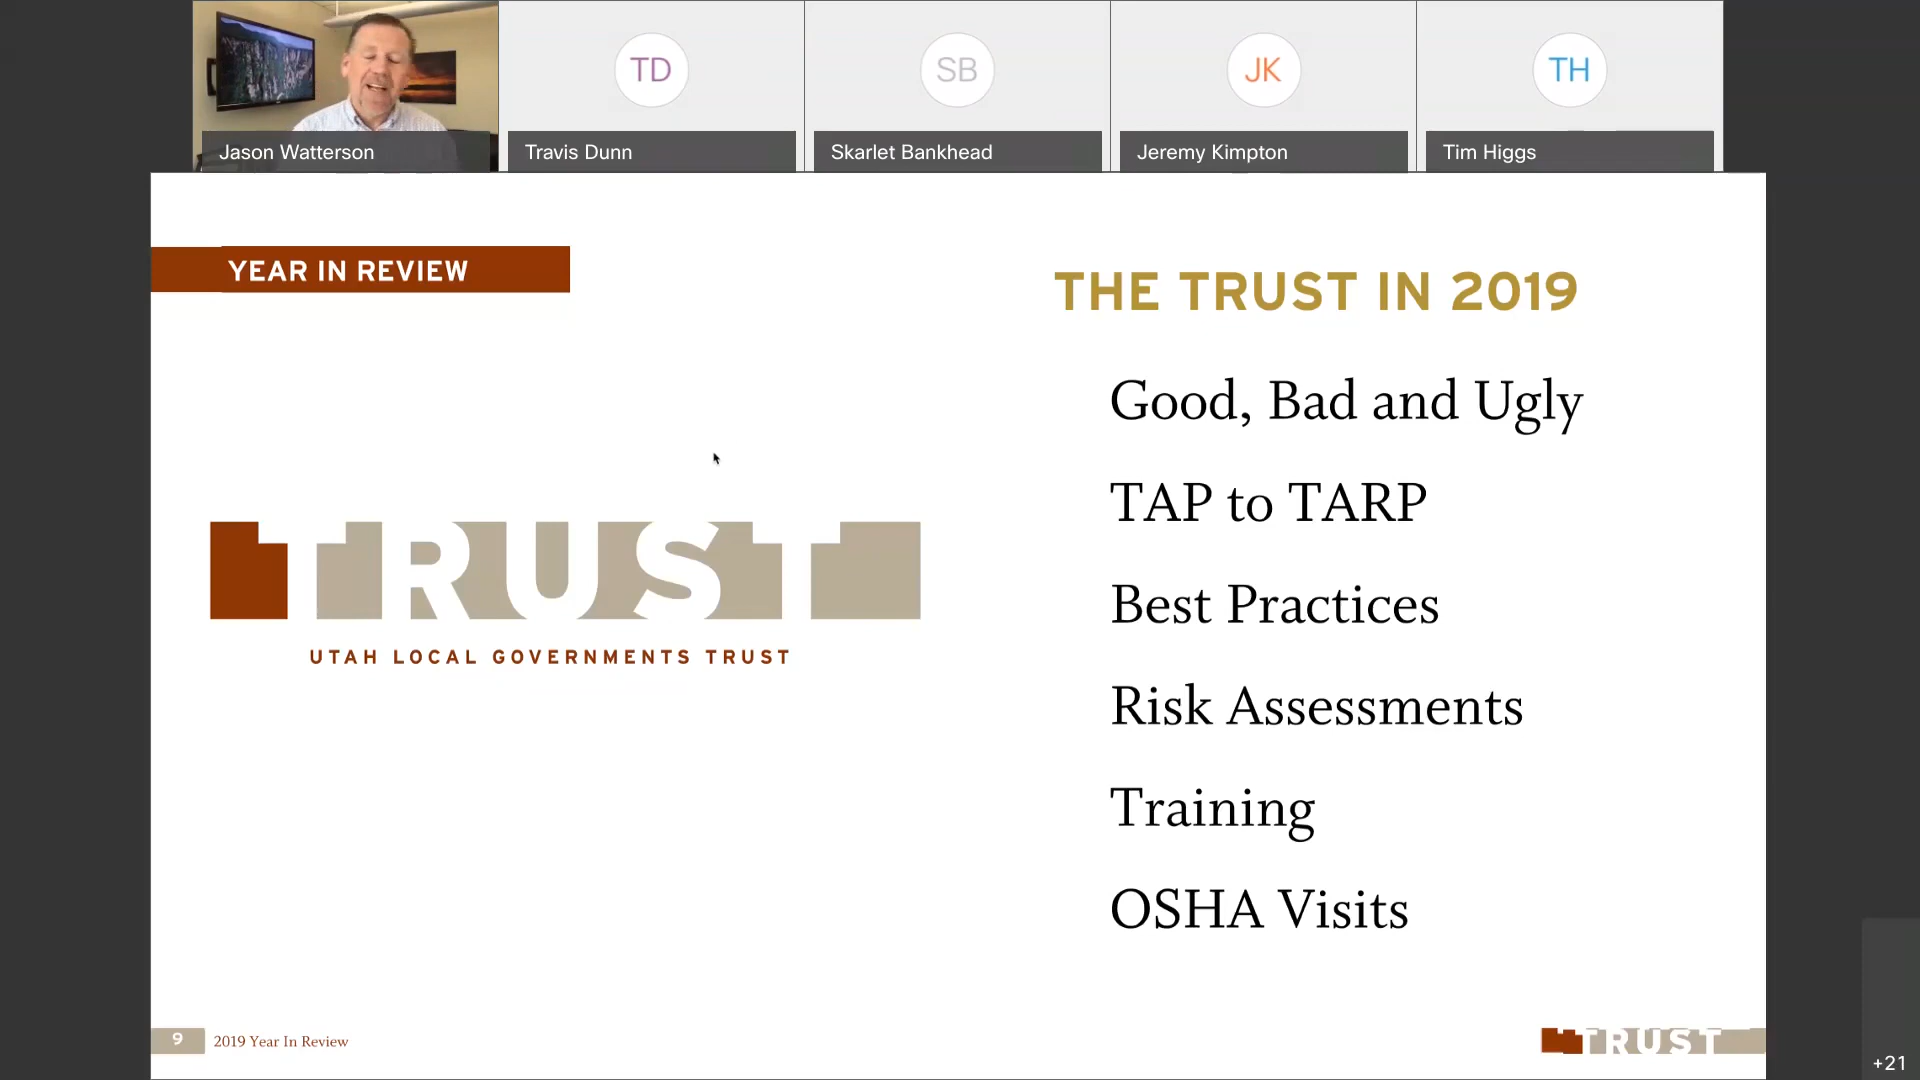 TD
SB
JK
TH
Jason Watterson
Travis Dunn
Skarlet Bankhead
Jeremy Kimpton
Tim Higgs
YEAR IN REVIEW
THE TRUST IN 2019
Good, Bad and Ugly
TAP to TARP
Best Practices
Risk Assessments
Training
OSHA Visits
TRUST
UTAH LOCAL GOVERNMENTS TRUST
9
2019 Year In Review
TRUST
+21